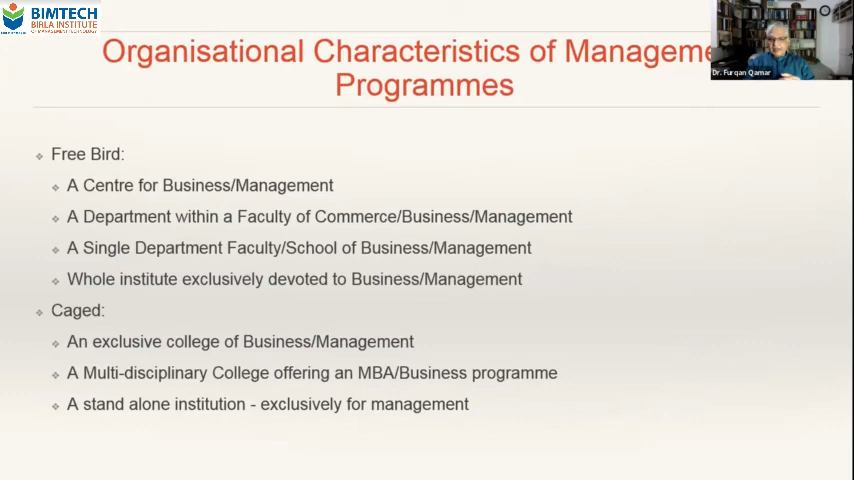 BIMTECH
BIRLA INSTITUTE
OF MANAGEMENT TECHNOLOGY
Organisational Characteristics of Manageme
Programmes
Dr. Furqan Qamar
Free Bird:
A Centre for Business/Management
A Department within a Faculty of Commerce/Business/Management
A Single Department Faculty/School of Business/Management
Whole institute exclusively devoted to Business/Management
Caged:
An exclusive college of Business/Management
A Multi-disciplinary College offering an MBA/Business programme
A stand alone institution - exclusively for management